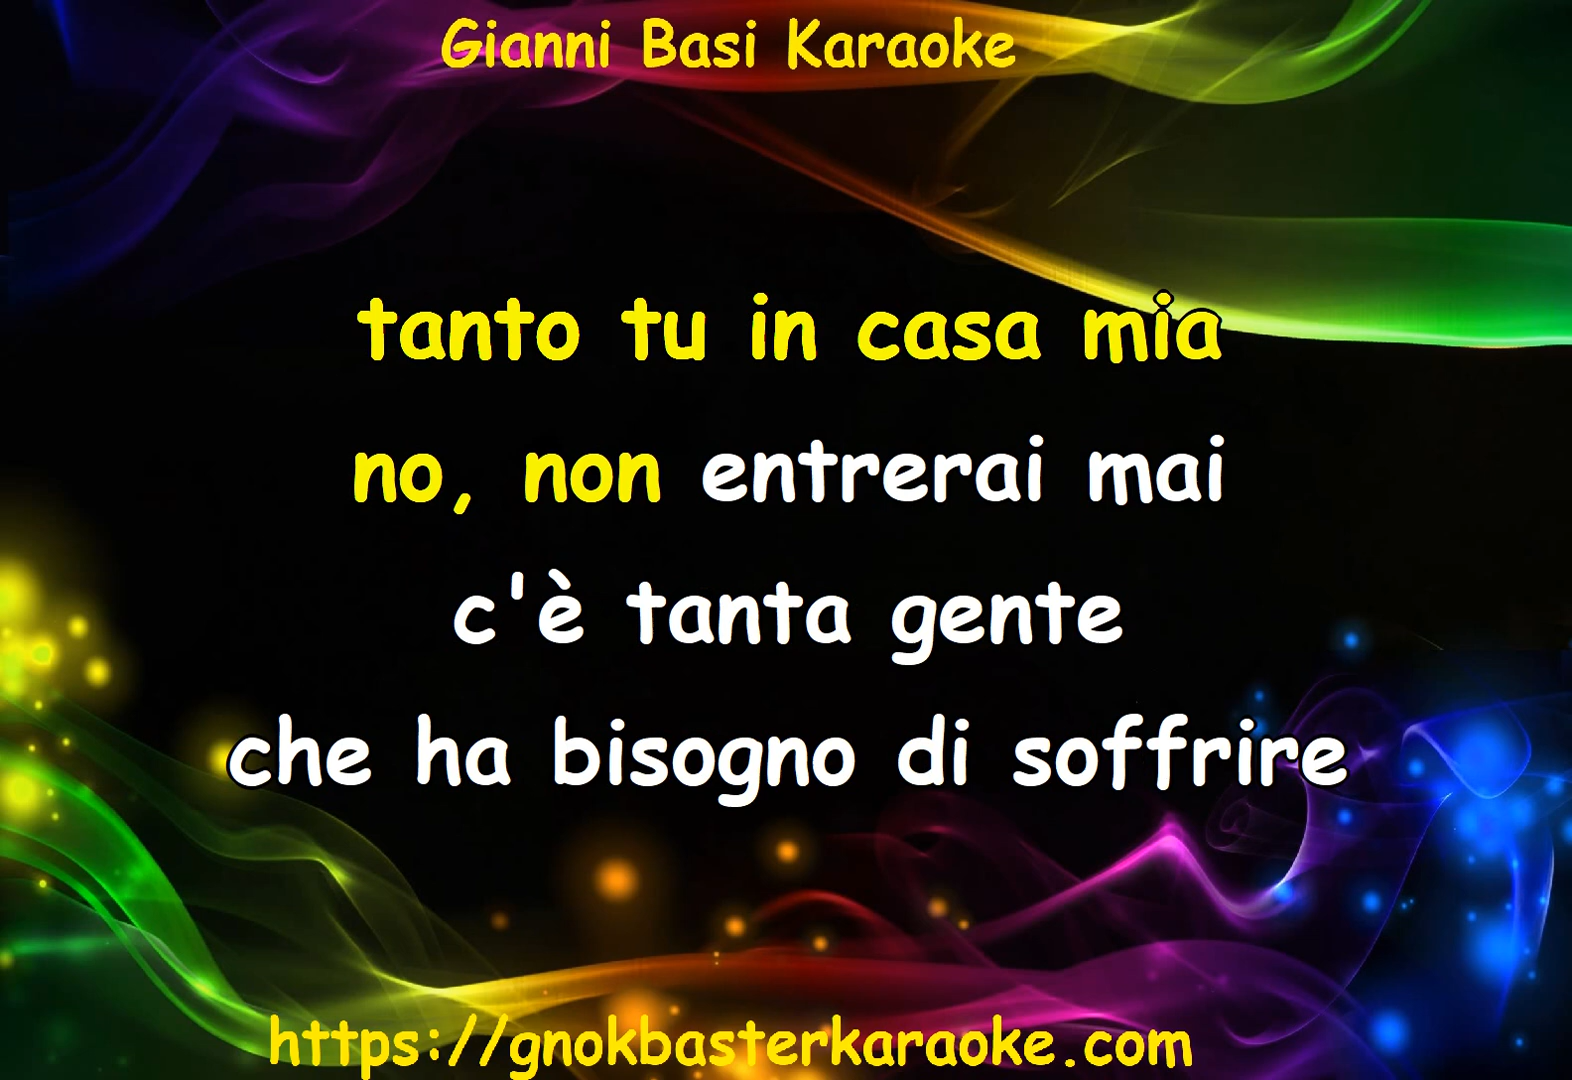 Gianni Basi Karaoke
tanto tu in casa mia
no, non entrerai mai
c'è tanta gente
che ha bisogno di soffrire
https://gnokbasterkaraoke.com